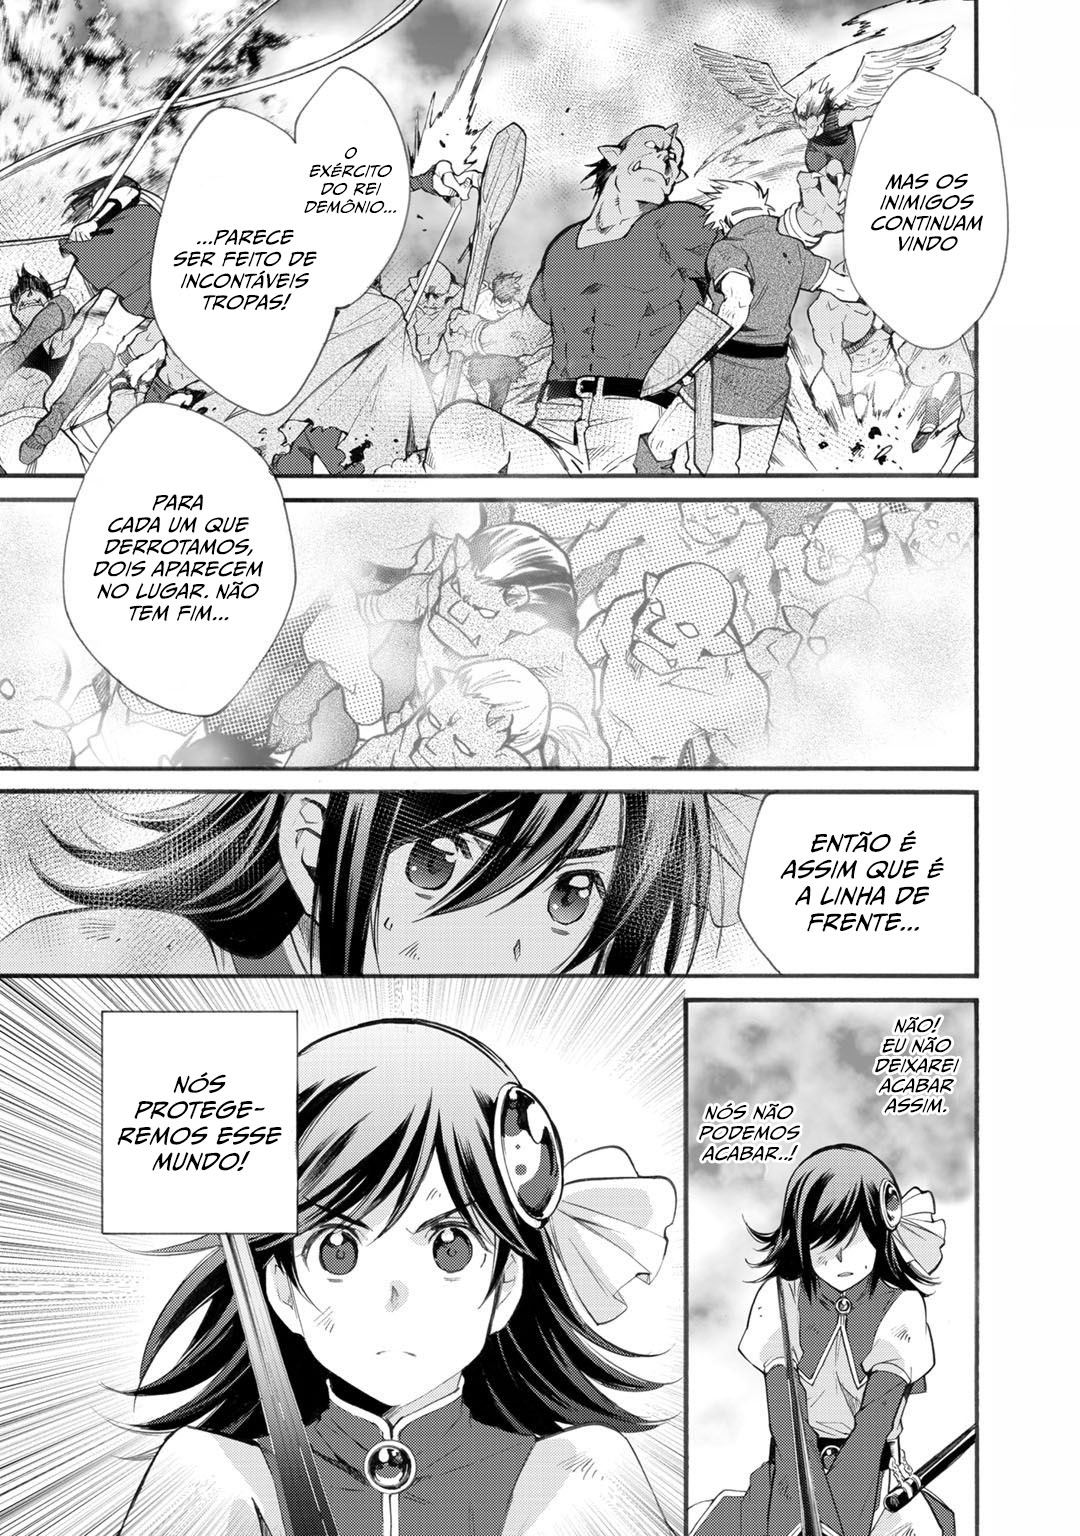 MAS OS
INIMIGOS
CONTINUAM
VINDO
O
EXÉRCITO
DO REI
DEMÔNIO...
...PARECE
SER FEITO DE
INCONTÁVEIS
TROPAS!
PARA
CADA UM QUE
DERROTAMOS,
DOIS APARECEM
NO LUGAR. NÃO
TEM FIM...
ENTÃO É
ASSIM QUE É
A LINHA DE
FRENTE...
NÃO!
EU NÃO
DEIXAREI
ACABAR
ASSIM.
NÓS NÃO
PODEMOS
ACABAR..!
NÓS
PROTEGE-
REMOS ESSE
MUNDO!